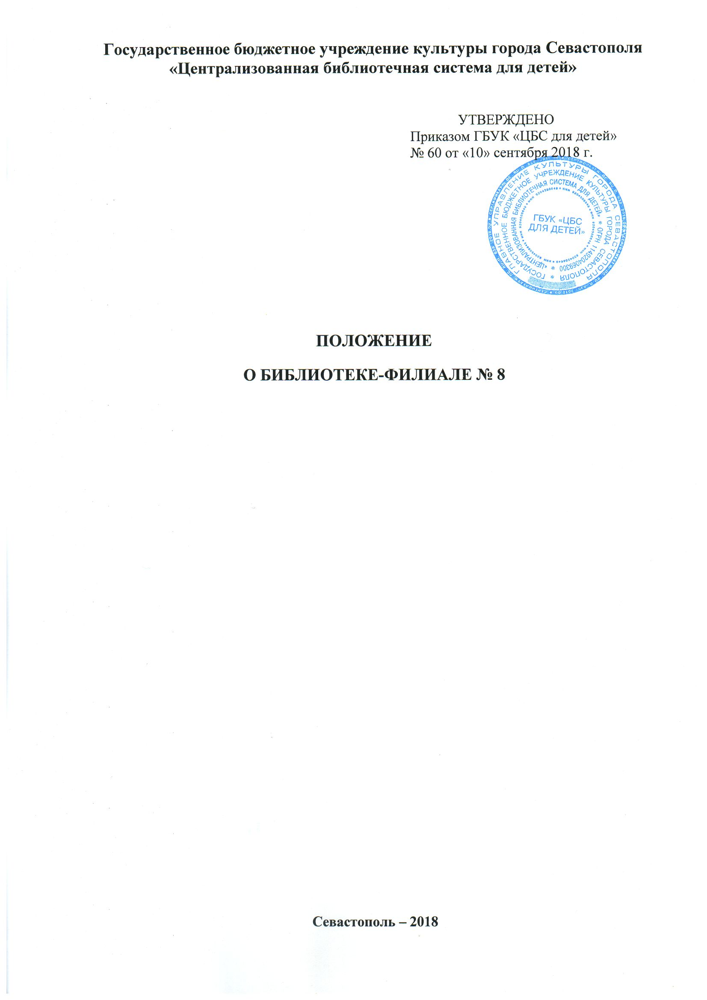 Государственное бюджетное учреждение культуры города Севастополя
«Централизованная библиотечная система для детей»
УТВЕРЖДЕНО
Приказом ГБУК «ЦБС для детей»
№ 60 от «10» сентября 2018 г.
ГЛАВНОЕ УПРАВЛЕНИЕ КУЛЬТУРЫ ГОРОДА СЕВАСТОПОЛЯ
ГОСУДАРСТВЕННОЕ БЮДЖЕТНОЕ УЧРЕЖДЕНИЕ КУЛЬТУРЫ ГОРОДА СЕВАСТОПОЛЯ *
«ЦЕНТРАЛИЗОВАННАЯ БИБЛИОТЕЧНАЯ СИСТЕМА ДЛЯ ДЕТЕЙ» * ОГРН 1149204069300 *
ГБУК «ЦБС
ДЛЯ ДЕТЕЙ»
ПОЛОЖЕНИЕ
О БИБЛИОТЕКЕ-ФИЛИАЛЕ № 8
Севастополь – 2018